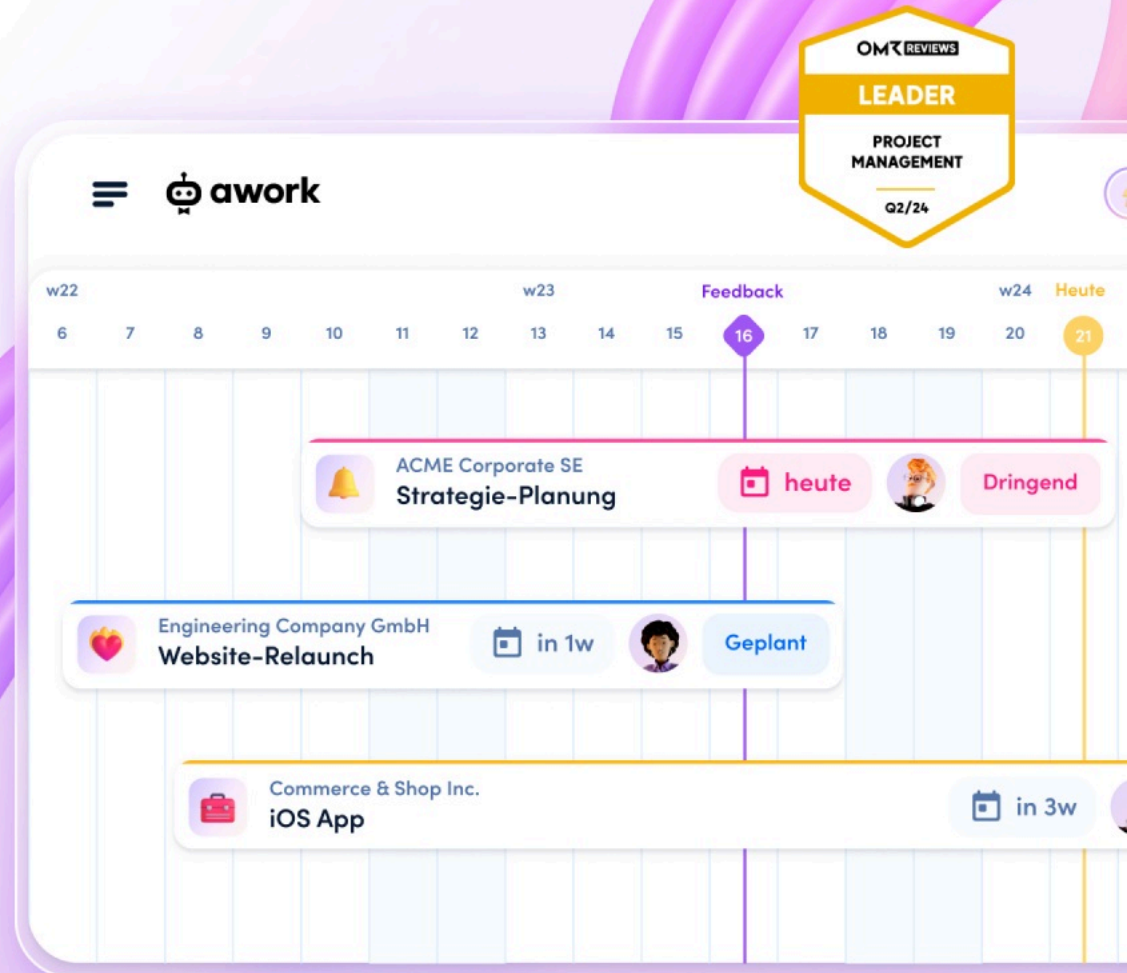 OMR REVIEWS
LEADER
PROJECT
MANAGEMENT
Q2/24
awork
w22 w23 Feedback w24 Heute
6 7 8 9 10 11 12 13 14 15 16 17 18 19 20 21
ACME Corporate SE
Strategie-Planung
heute
Dringend
Engineering Company GmbH
Website-Relaunch
in 1w
Geplant
Commerce & Shop Inc.
iOS App
in 3w